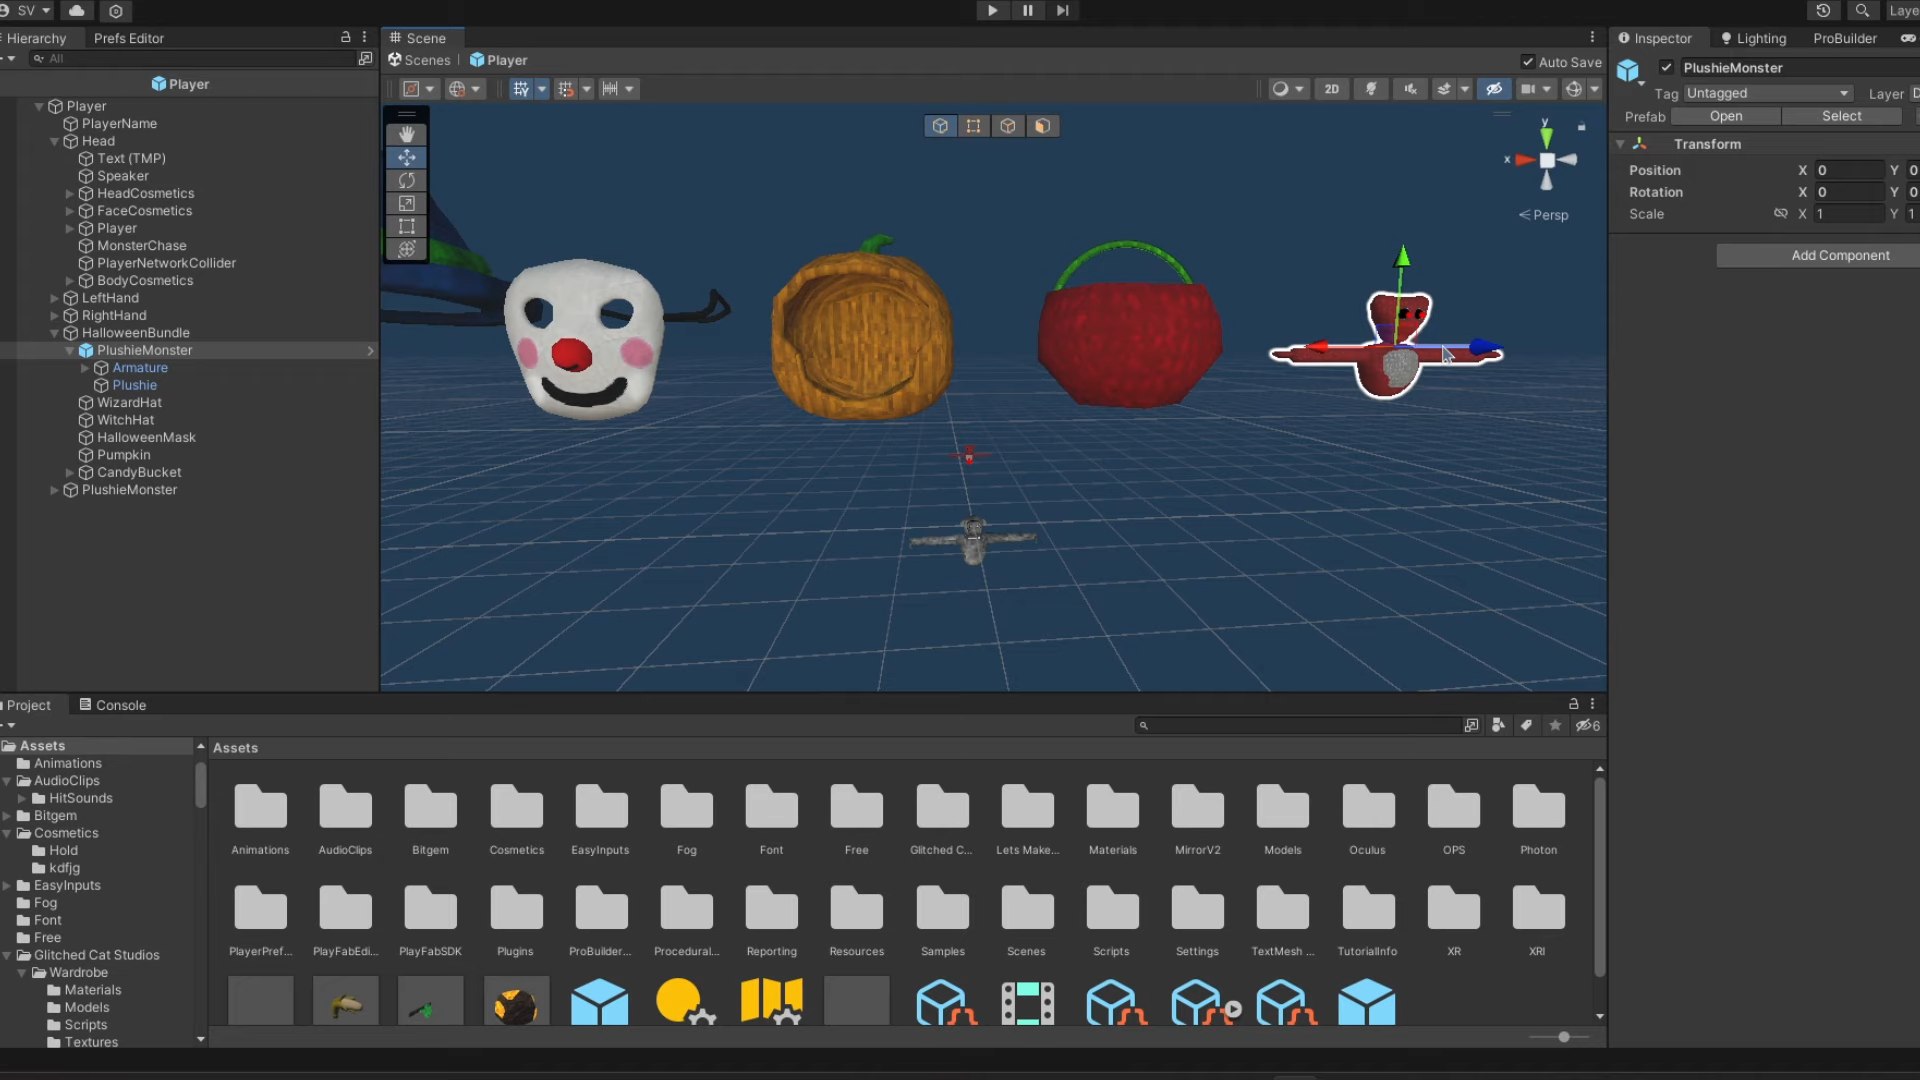 SV
Laye
Hierarchy
Prefs Editor
Scene
Inspector
Lighting
ProBuilder
All
Scenes
Player
Auto Save
PlushieMonster
Player
2D
Tag
Untagged
Layer
D
Prefab
Open
Select
Player
PlayerName
Head
Text (TMP)
Speaker
HeadCosmetics
FaceCosmetics
Player
MonsterChase
PlayerNetworkCollider
BodyCosmetics
LeftHand
RightHand
HalloweenBundle
PlushieMonster
Armature
Plushie
WizardHat
WitchHat
HalloweenMask
Pumpkin
CandyBucket
PlushieMonster
y
x
Persp
Transform
Position X 0 Y 0
Rotation X 0 Y 0
Scale X 1 Y 1
Add Component
Project
Console
6
Assets
Animations
AudioClips
HitSounds
Bitgem
Cosmetics
Hold
kdfjg
EasyInputs
Fog
Font
Free
Glitched Cat Studios
Wardrobe
Materials
Models
Scripts
Textures
Assets
Animations AudioClips Bitgem Cosmetics EasyInputs Fog Font Free Glitched C... Lets Make... Materials MirrorV2 Models Oculus OPS Photon
PlayerPref... PlayFabEdi... PlayFabSDK Plugins ProBuilder... Procedural... Reporting Resources Samples Scenes Scripts Settings TextMesh ... TutorialInfo XR XRI